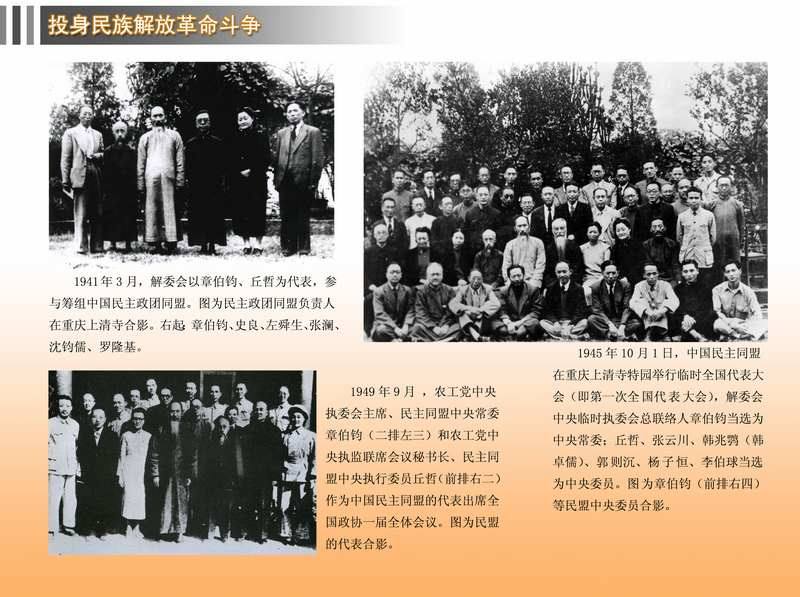 投身民族解放革命斗争
1941年3月，解委会以章伯钧、丘哲为代表，参
与筹组中国民主政团同盟。图为民主政团同盟负责人
在重庆上清寺合影。右起：章伯钧、史良、左舜生、张澜、
沈钧儒、罗隆基。
1949年9月，农工党中央
执委会主席、民主同盟中央常委
章伯钧（二排左三）和农工党中
央执监联席会议秘书长、民主同
盟中央执行委员丘哲（前排右二）
作为中国民主同盟的代表出席全
国政协一届全体会议。图为民盟
的代表合影。
1945年10月1日，中国民主同盟
在重庆上清寺特园举行临时全国代表大
会（即第一次全国代表大会），解委会
中央临时执委会总联络人章伯钧当选为
中央常委；丘哲、张云川、韩兆鹗（韩
卓儒）、郭则沉、杨子恒、李伯球当选
为中央委员。图为章伯钧（前排右四）
等民盟中央委员合影。